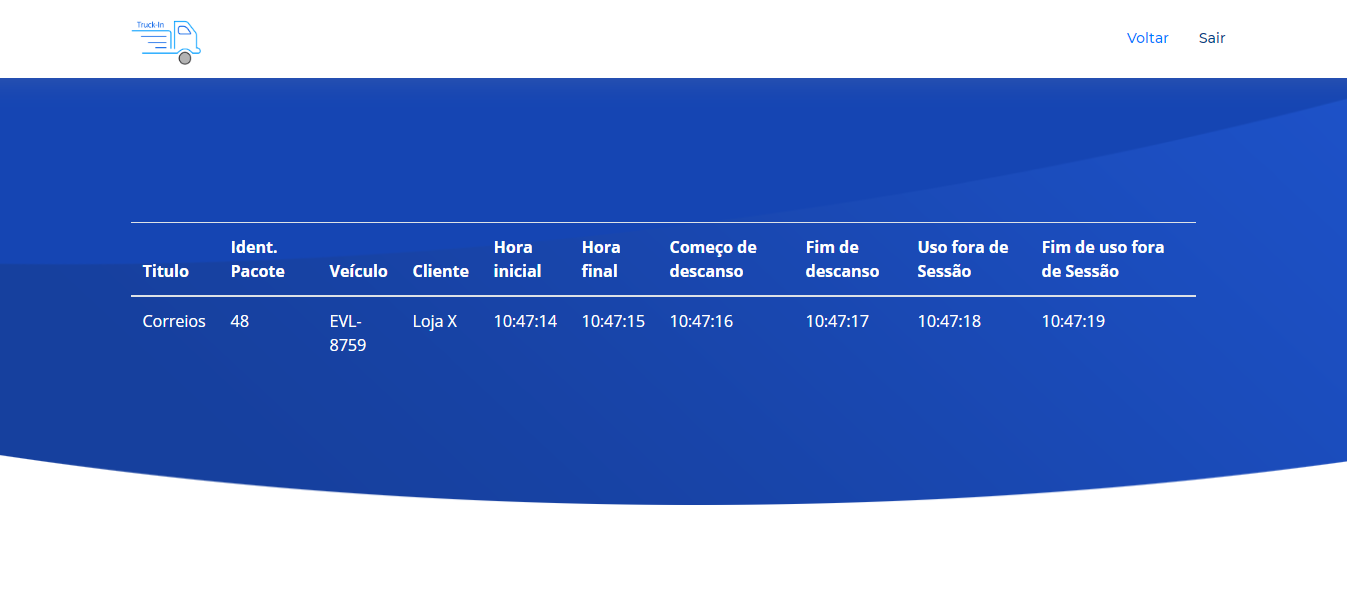 Truck-In
Voltar Sair
Titulo Ident. Pacote Veículo Cliente Hora inicial Hora final Começo de descanso Fim de descanso Uso fora de Sessão Fim de uso fora de Sessão
Correios 48 EVL-8759 Loja X 10:47:14 10:47:15 10:47:16 10:47:17 10:47:18 10:47:19